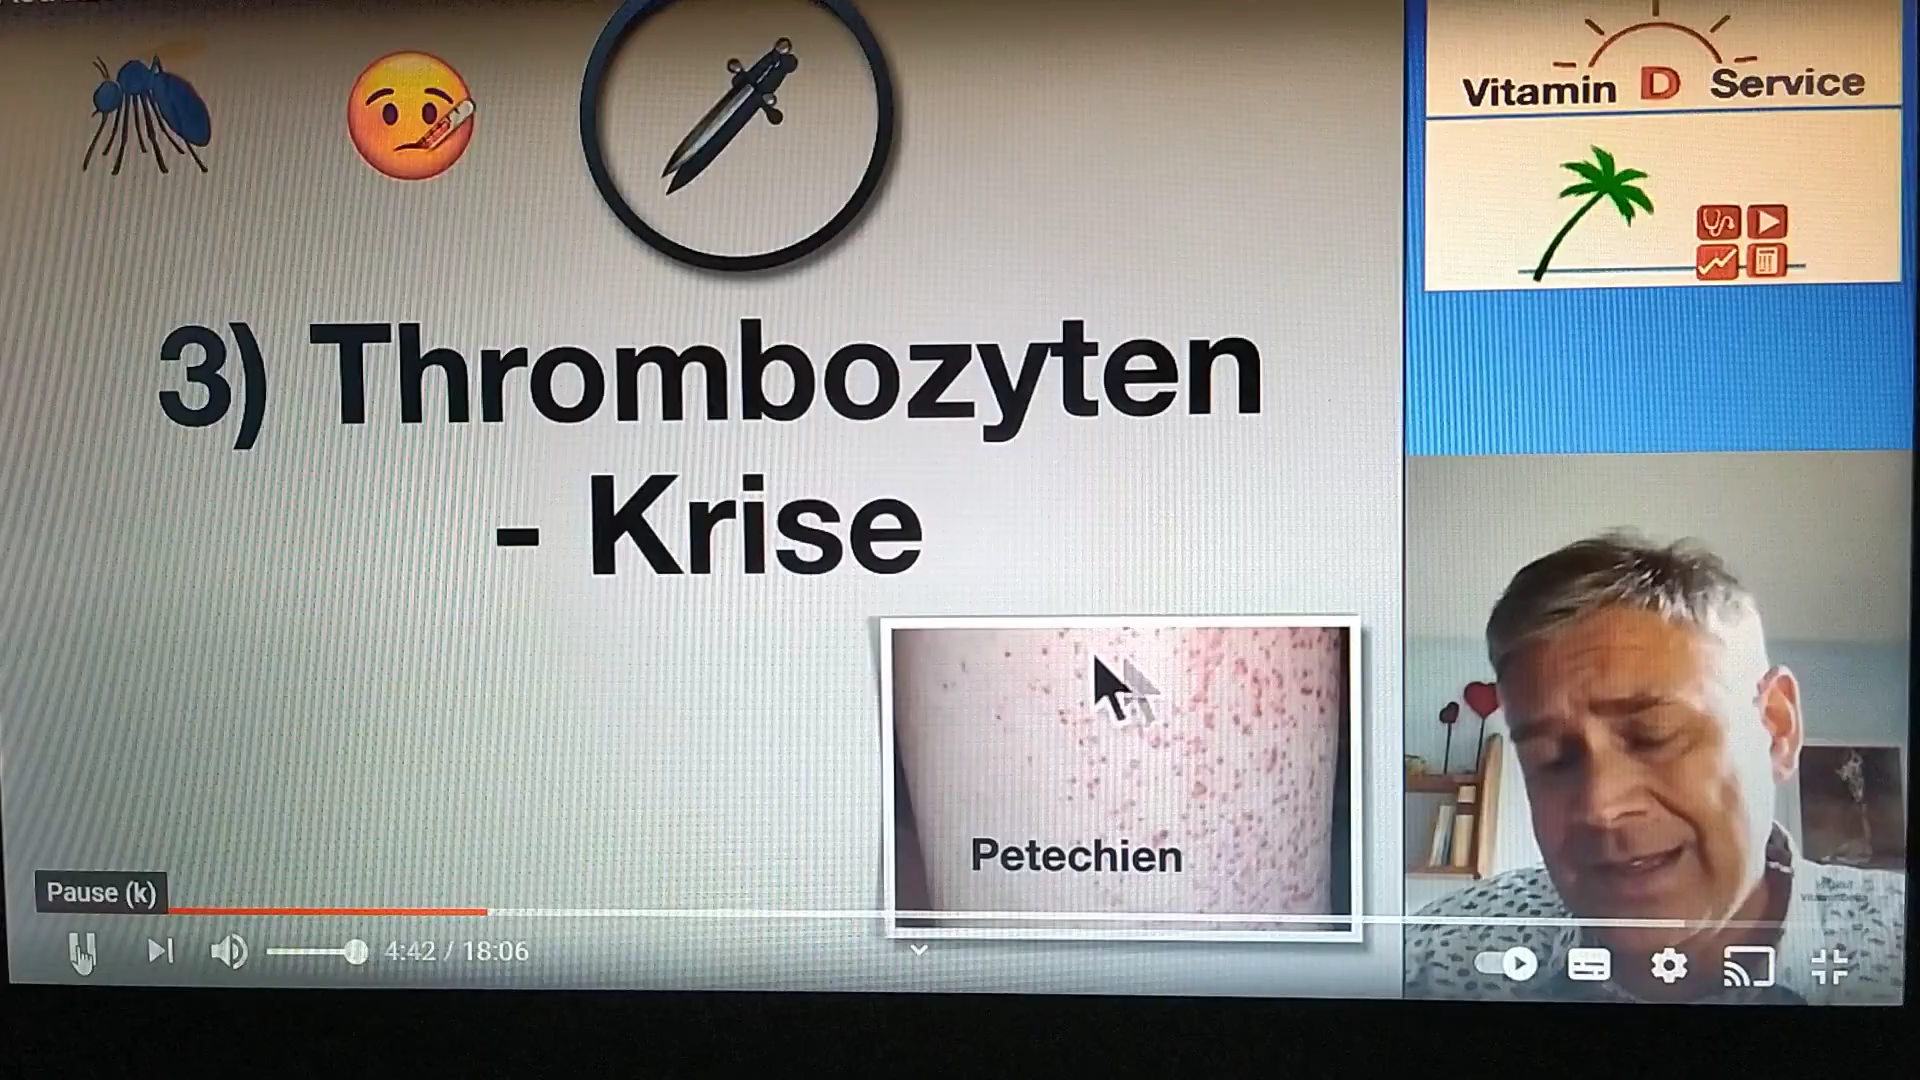 Vitamin D Service
3) Thrombozyten
- Krise
Petechien
Pause (k)
4:42 / 18:06